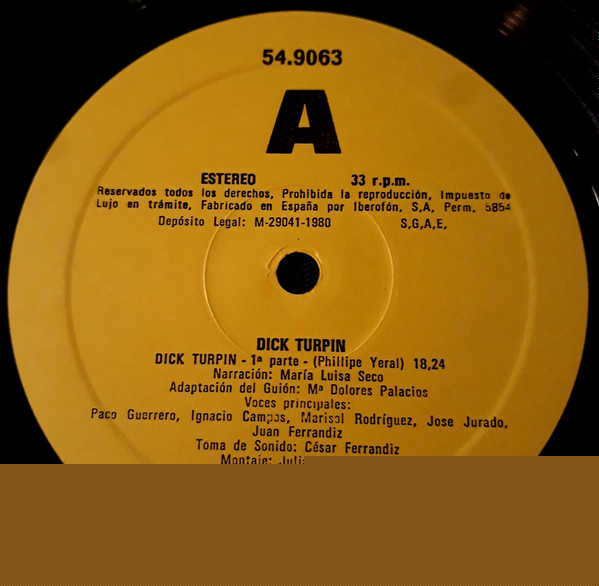 54.9063
A
ESTEREO 33 r.p.m.
Reservados todos los derechos, Prohibida la reproducción, Impuesto de
Lujo en trámite, Fabricado en España por Iberofón, S,A, Perm, 5854
Depósito Legal: M-29041-1980 S,G,A,E,
DICK TURPIN
DICK TURPIN - 1ª parte - (Phillipe Yeral) 18,24
Narración: María Luisa Seco
Adaptación del Guión: Mª Dolores Palacios
Voces principales:
Paco Guerrero, Ignacio Campos, Marisol Rodríguez, Jose Jurado,
Juan Ferrandiz
Toma de Sonido: César Ferrandiz
Montaje: